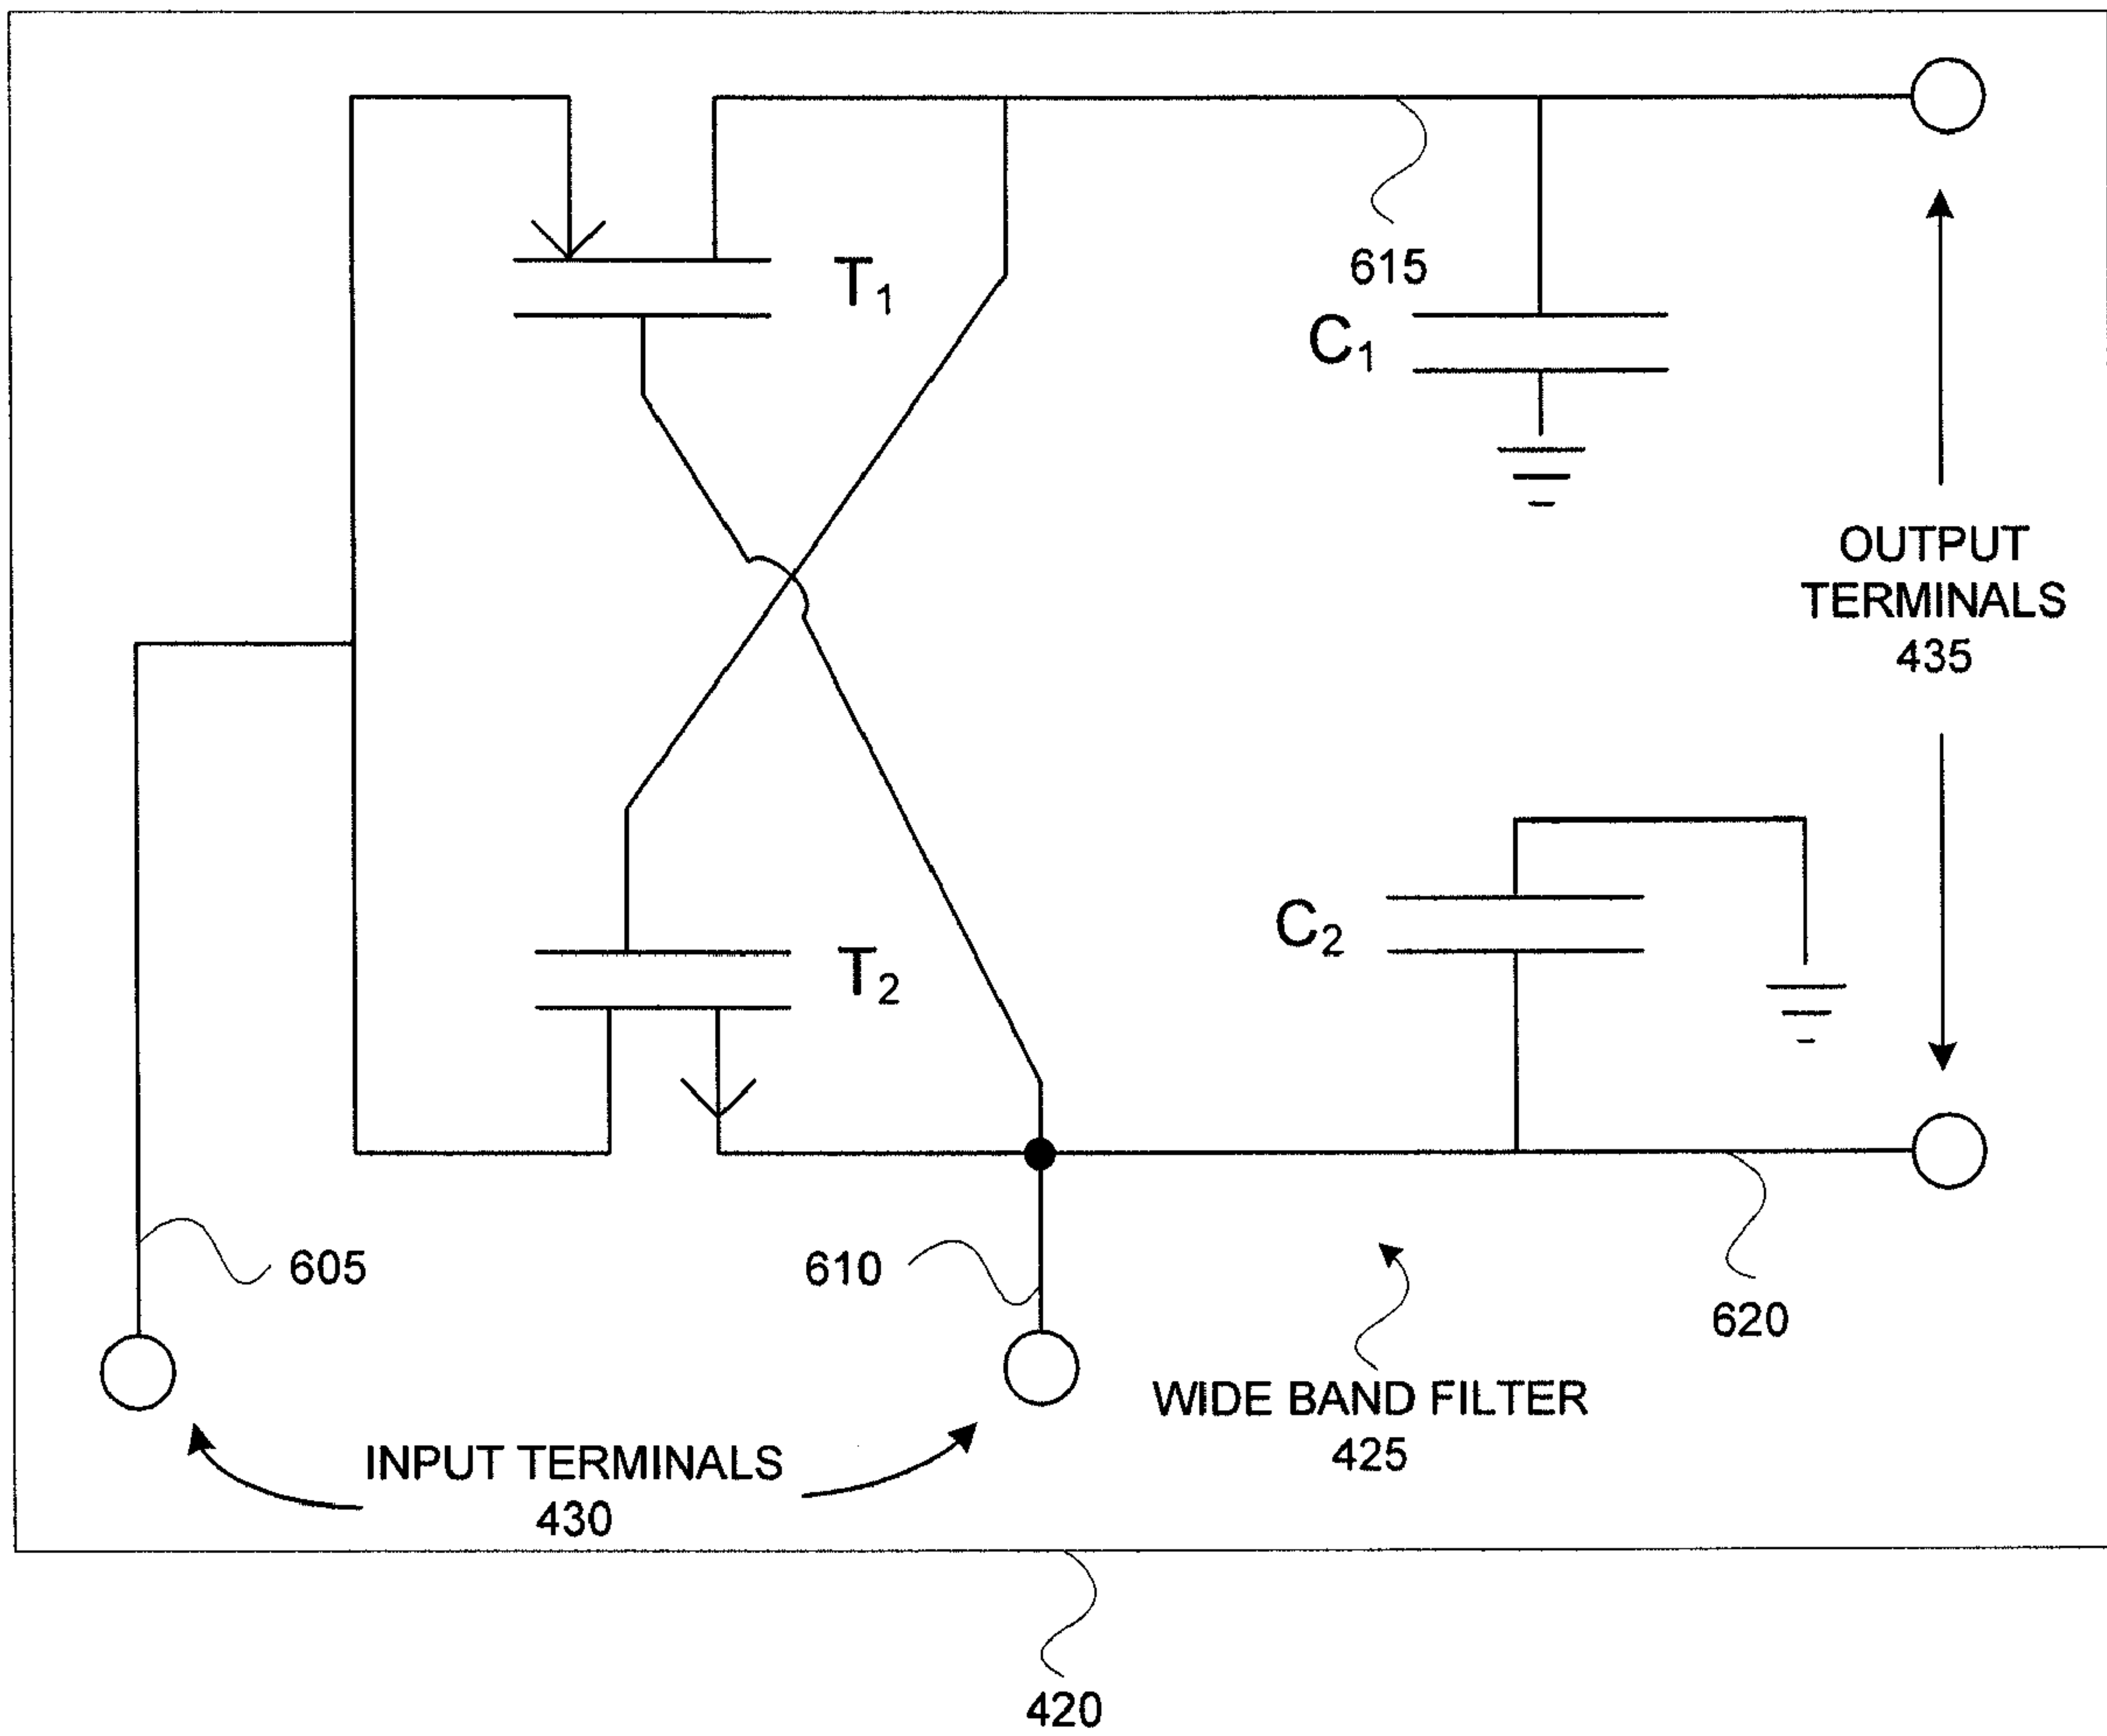 T₁
615
C₁
OUTPUT
TERMINALS
435
C₂
T₂
605
610
620
WIDE BAND FILTER
425
INPUT TERMINALS
430
420